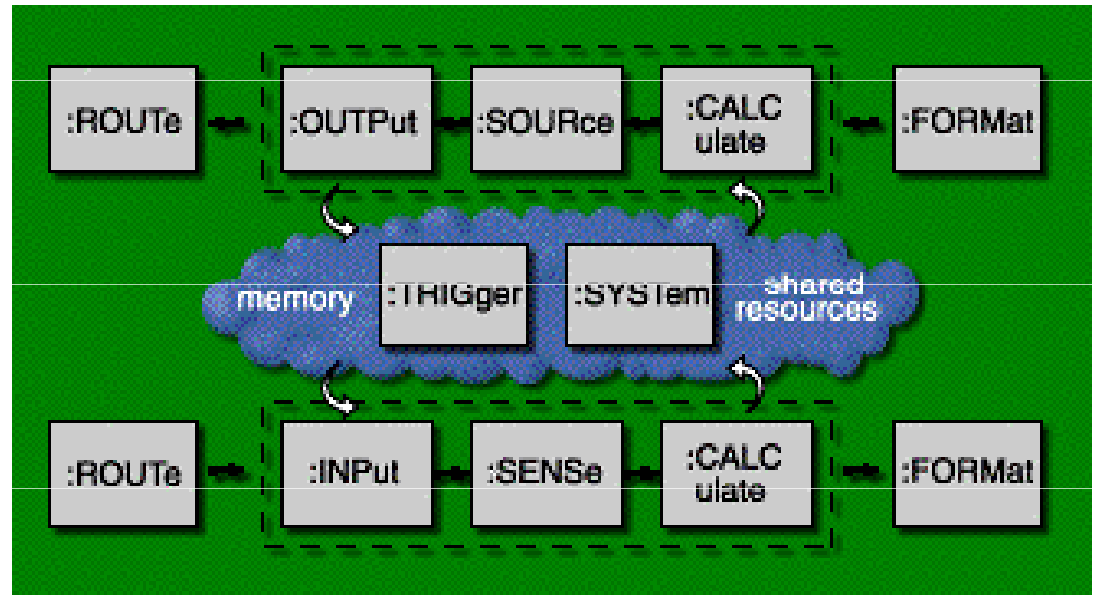 :ROUTe
:OUTPut
:SOURce
:CALC
ulate
:FORMat
memory
:TRIGger
:SYSTem
shared
resources
:ROUTe
:INPut
:SENSe
:CALC
ulate
:FORMat